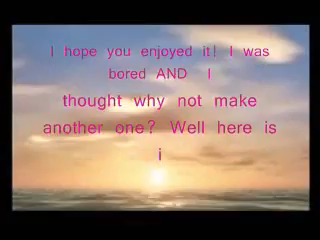 I hope you enjoyed it! I was
bored AND I
thought why not make
another one? Well here is
i